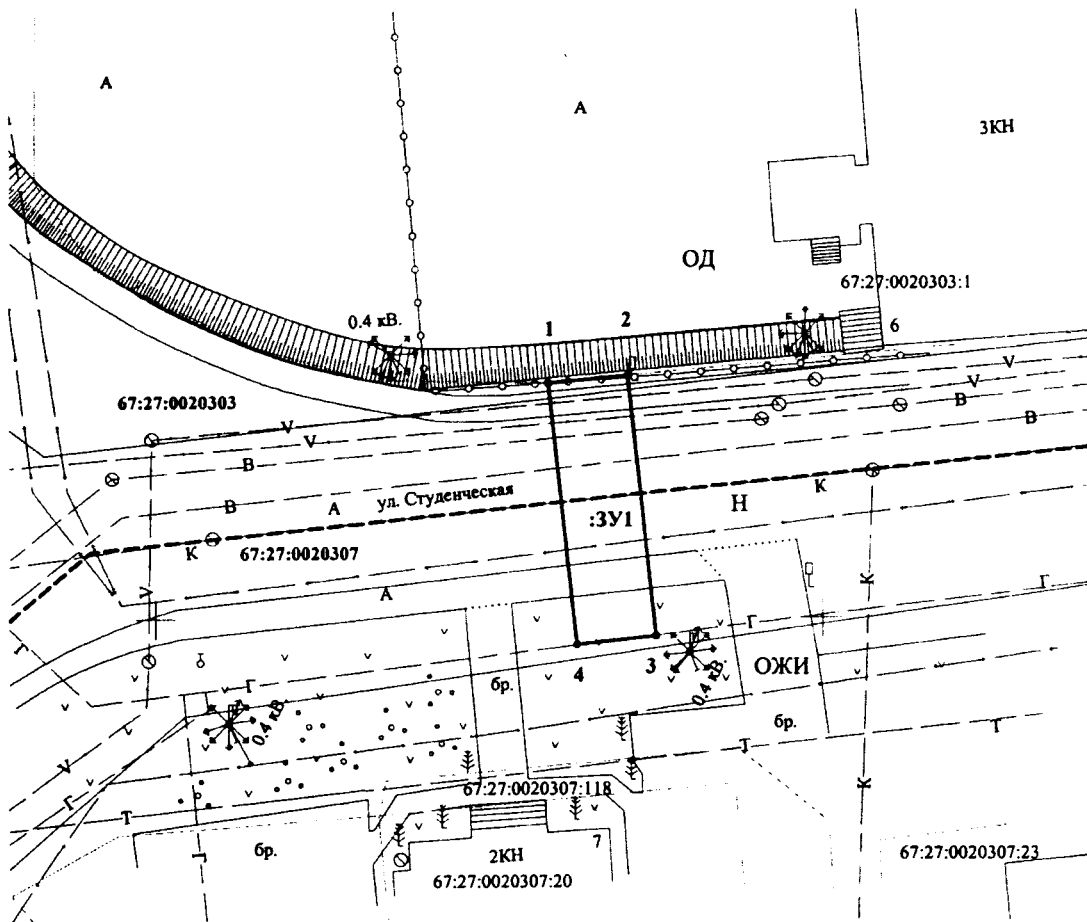 А
А
3КН
ОД
67:27:0020303:1
0.4 кВ.
1
2
6
67:27:0020303
V
V
V
V
В
В
В
В
А
ул. Студенческая
К
Н
К
:ЗУ1
67:27:0020307
V
А
К
Г
Г
3
4
бр.
ОЖИ
0.4 кВ.
Г
0.4 кВ.
бр.
Т
Г
V
Г
Т
К
67:27:0020307:118
бр.
2КН
7
67:27:0020307:20
67:27:0020307:23